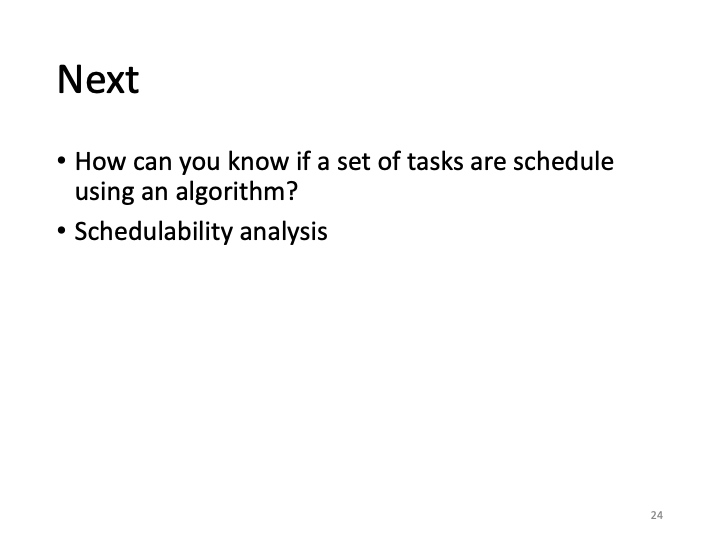 Next
• How can you know if a set of tasks are schedule
using an algorithm?
• Schedulability analysis
24